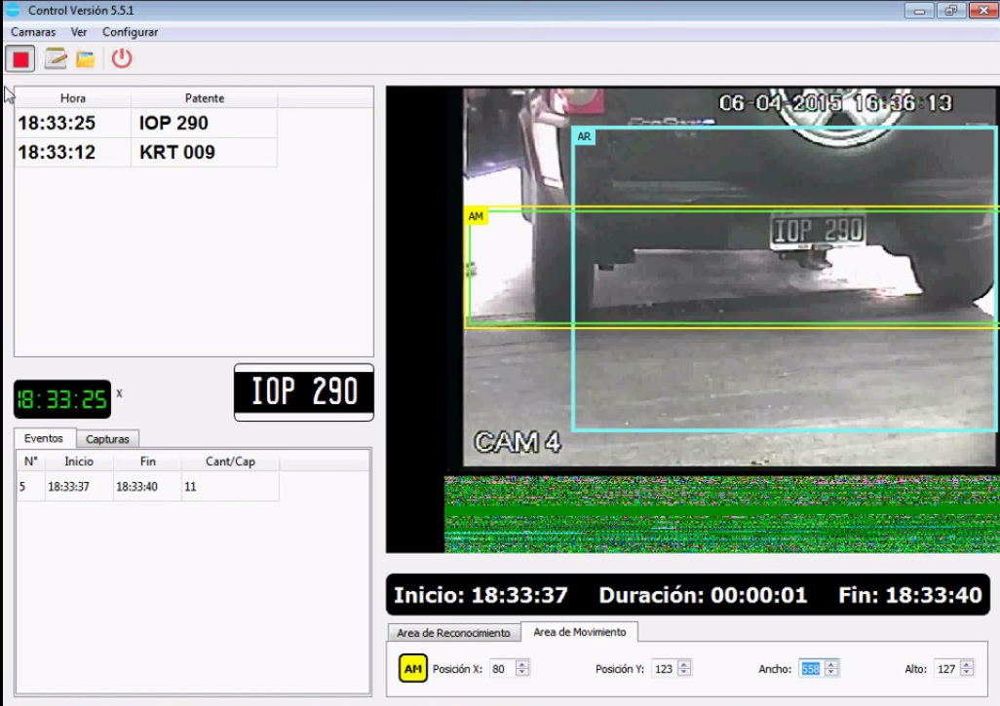 Control Versión 5.5.1
Camaras Ver Configurar
Hora Patente
18:33:25 IOP 290
18:33:12 KRT 009
06-04-2015 16:36:13
AR
AM
IOP 290
CAM 4
18:33:25 X
IOP 290
Eventos Capturas
N° Inicio Fin Cant/Cap
5 18:33:37 18:33:40 11
Inicio: 18:33:37 Duración: 00:00:01 Fin: 18:33:40
Area de Reconocimiento Area de Movimiento
AM Posición X: 80 Posición Y: 123 Ancho: 558 Alto: 127